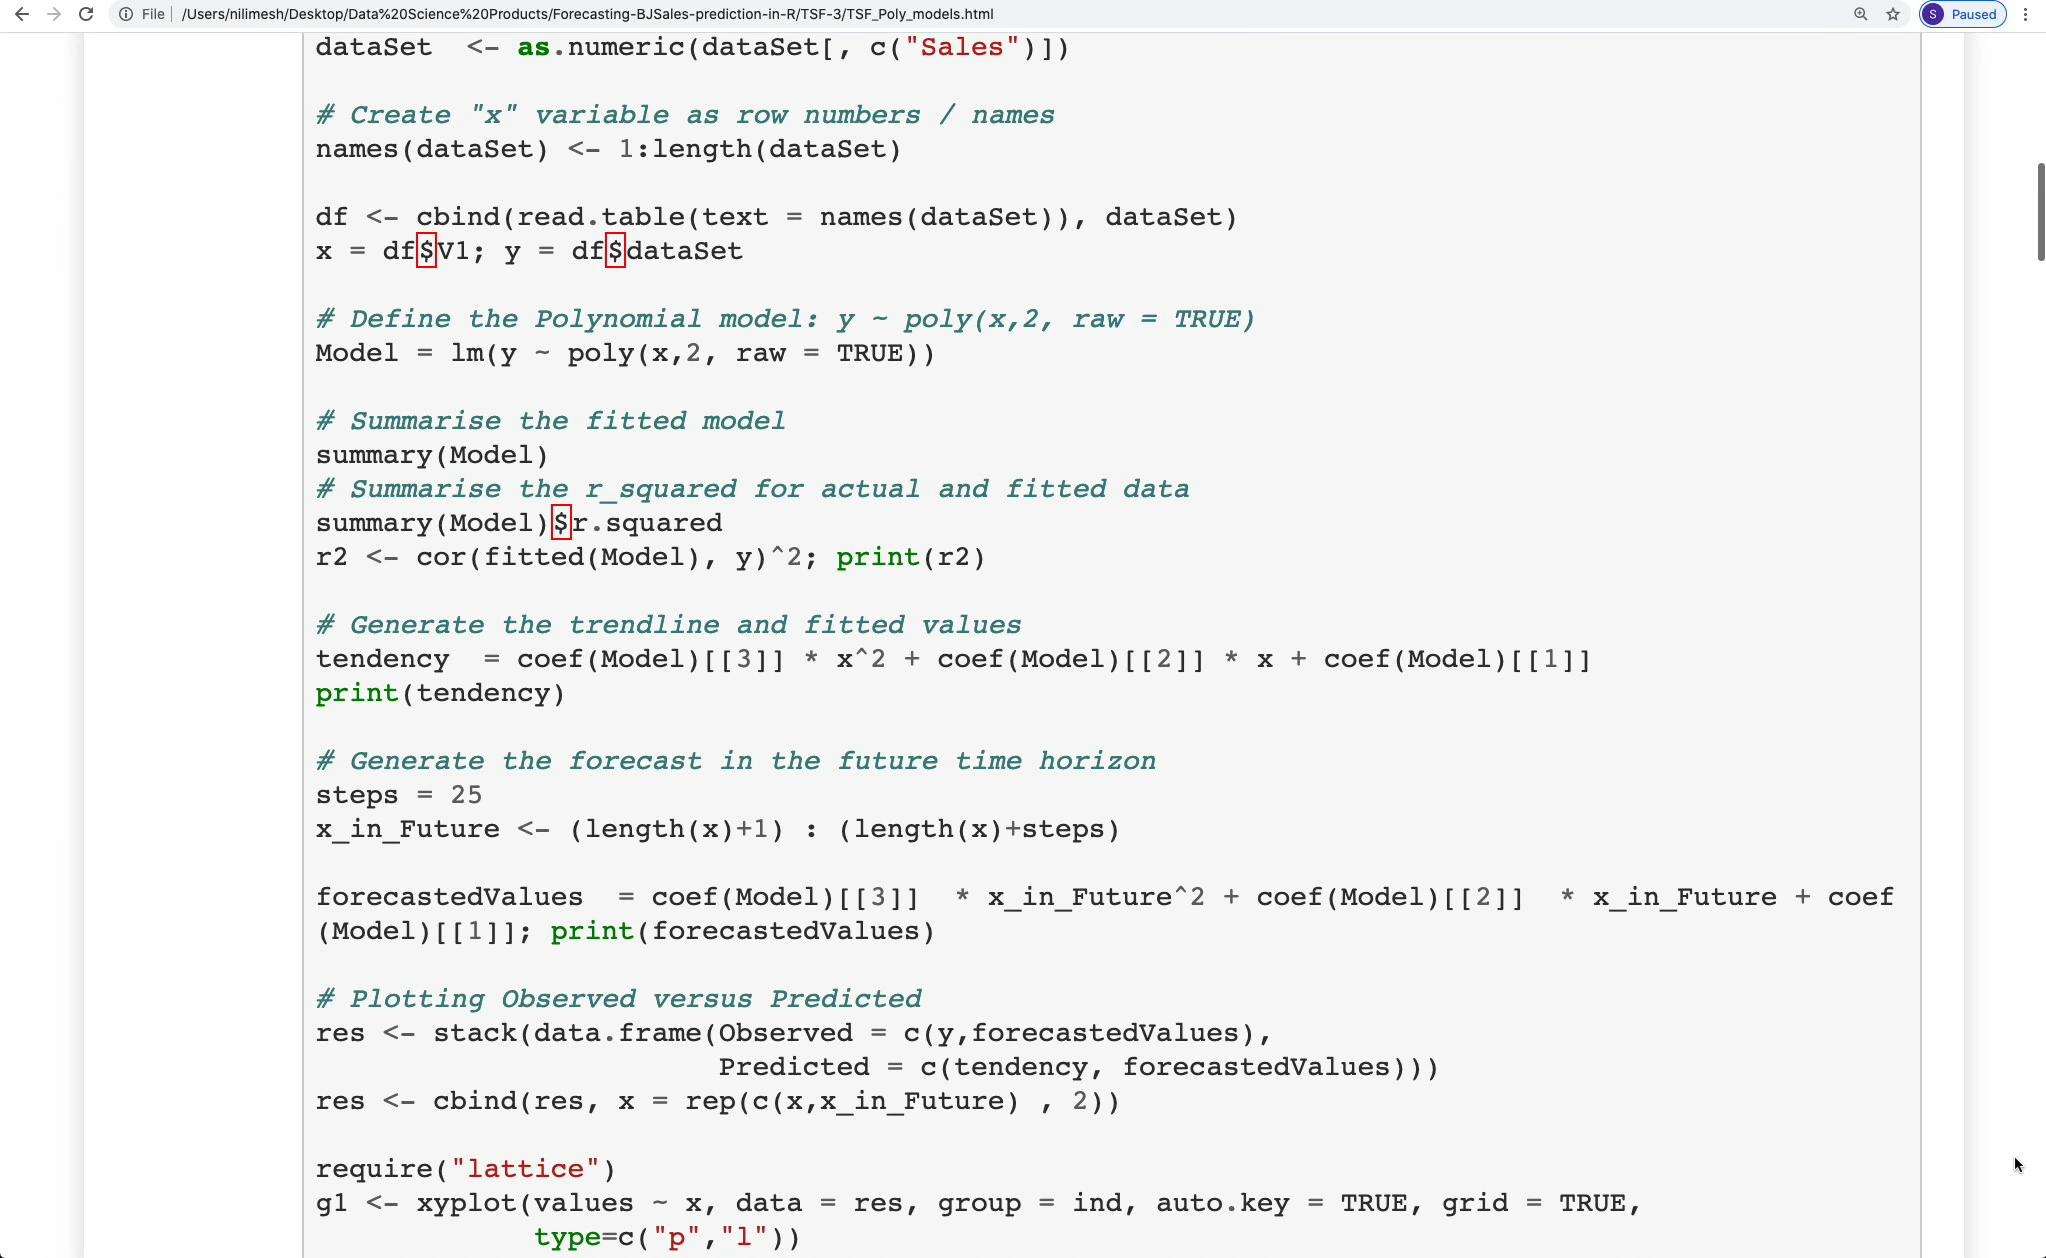 File /Users/nilimesh/Desktop/Data%20Science%20Products/Forecasting-BJSales-prediction-in-R/TSF-3/TSF_Poly_models.html S Paused
dataSet  <- as.numeric(dataSet[, c("Sales")])
# Create "x" variable as row numbers / names
names(dataSet) <- 1:length(dataSet)
df <- cbind(read.table(text = names(dataSet)), dataSet)
x = df$V1; y = df$dataSet
# Define the Polynomial model: y ~ poly(x,2, raw = TRUE)
Model = lm(y ~ poly(x,2, raw = TRUE))
# Summarise the fitted model
summary(Model)
# Summarise the r_squared for actual and fitted data
summary(Model)$r.squared
r2 <- cor(fitted(Model), y)^2; print(r2)
# Generate the trendline and fitted values
tendency  = coef(Model)[[3]] * x^2 + coef(Model)[[2]] * x + coef(Model)[[1]]
print(tendency)
# Generate the forecast in the future time horizon
steps = 25
x_in_Future <- (length(x)+1) : (length(x)+steps)
forecastedValues  = coef(Model)[[3]]  * x_in_Future^2 + coef(Model)[[2]]  * x_in_Future + coef
(Model)[[1]]; print(forecastedValues)
# Plotting Observed versus Predicted
res <- stack(data.frame(Observed = c(y,forecastedValues),
Predicted = c(tendency, forecastedValues)))
res <- cbind(res, x = rep(c(x,x_in_Future) , 2))
require("lattice")
g1 <- xyplot(values ~ x, data = res, group = ind, auto.key = TRUE, grid = TRUE,
type=c("p","l"))